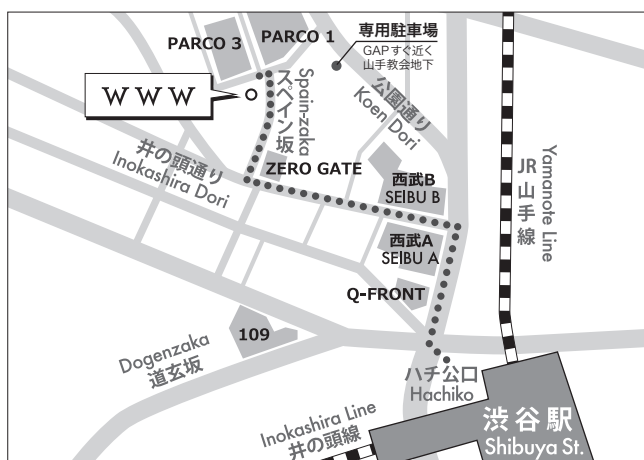 PARCO 3
PARCO 1
専用駐車場
GAPすぐ近く
山手教会地下
WWW
スペイン坂
Spain-zaka
公園通り
Koen Dori
井の頭通り
Inokashira Dori
ZERO GATE
西武B
SEIBU B
西武A
SEIBU A
JR山手線
Yamanote Line
Q-FRONT
109
Dogenzaka
道玄坂
ハチ公口
Hachiko
Inokashira Line
井の頭線
渋谷駅
Shibuya St.